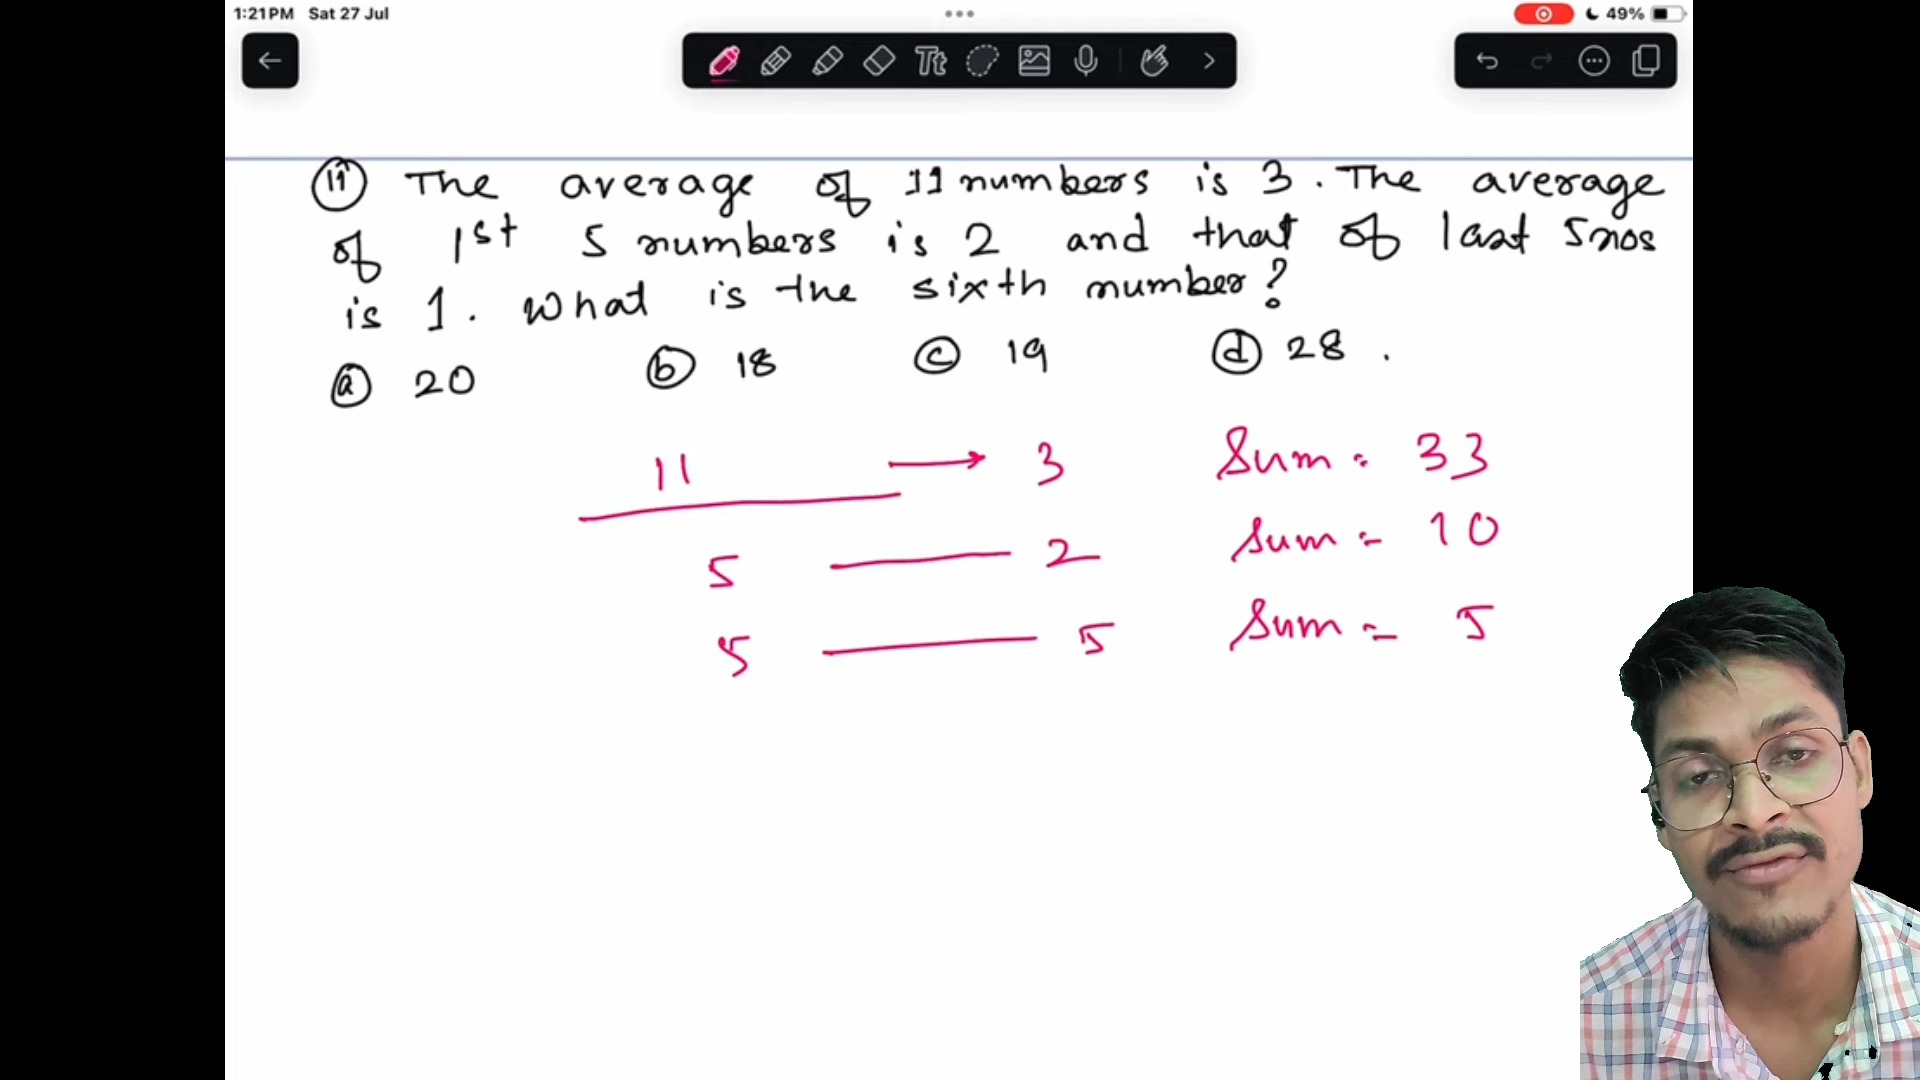 1:21PM Sat 27 Jul
49%
Tt
11 The average of 11 numbers is 3. The average
of 1st 5 numbers is 2 and that of last 5nos
is 1. What is the sixth number?
a 20 b 18 c 19 d 28.
11 → 3 Sum = 33
5 — 2 Sum = 10
5 — 5 Sum = 5